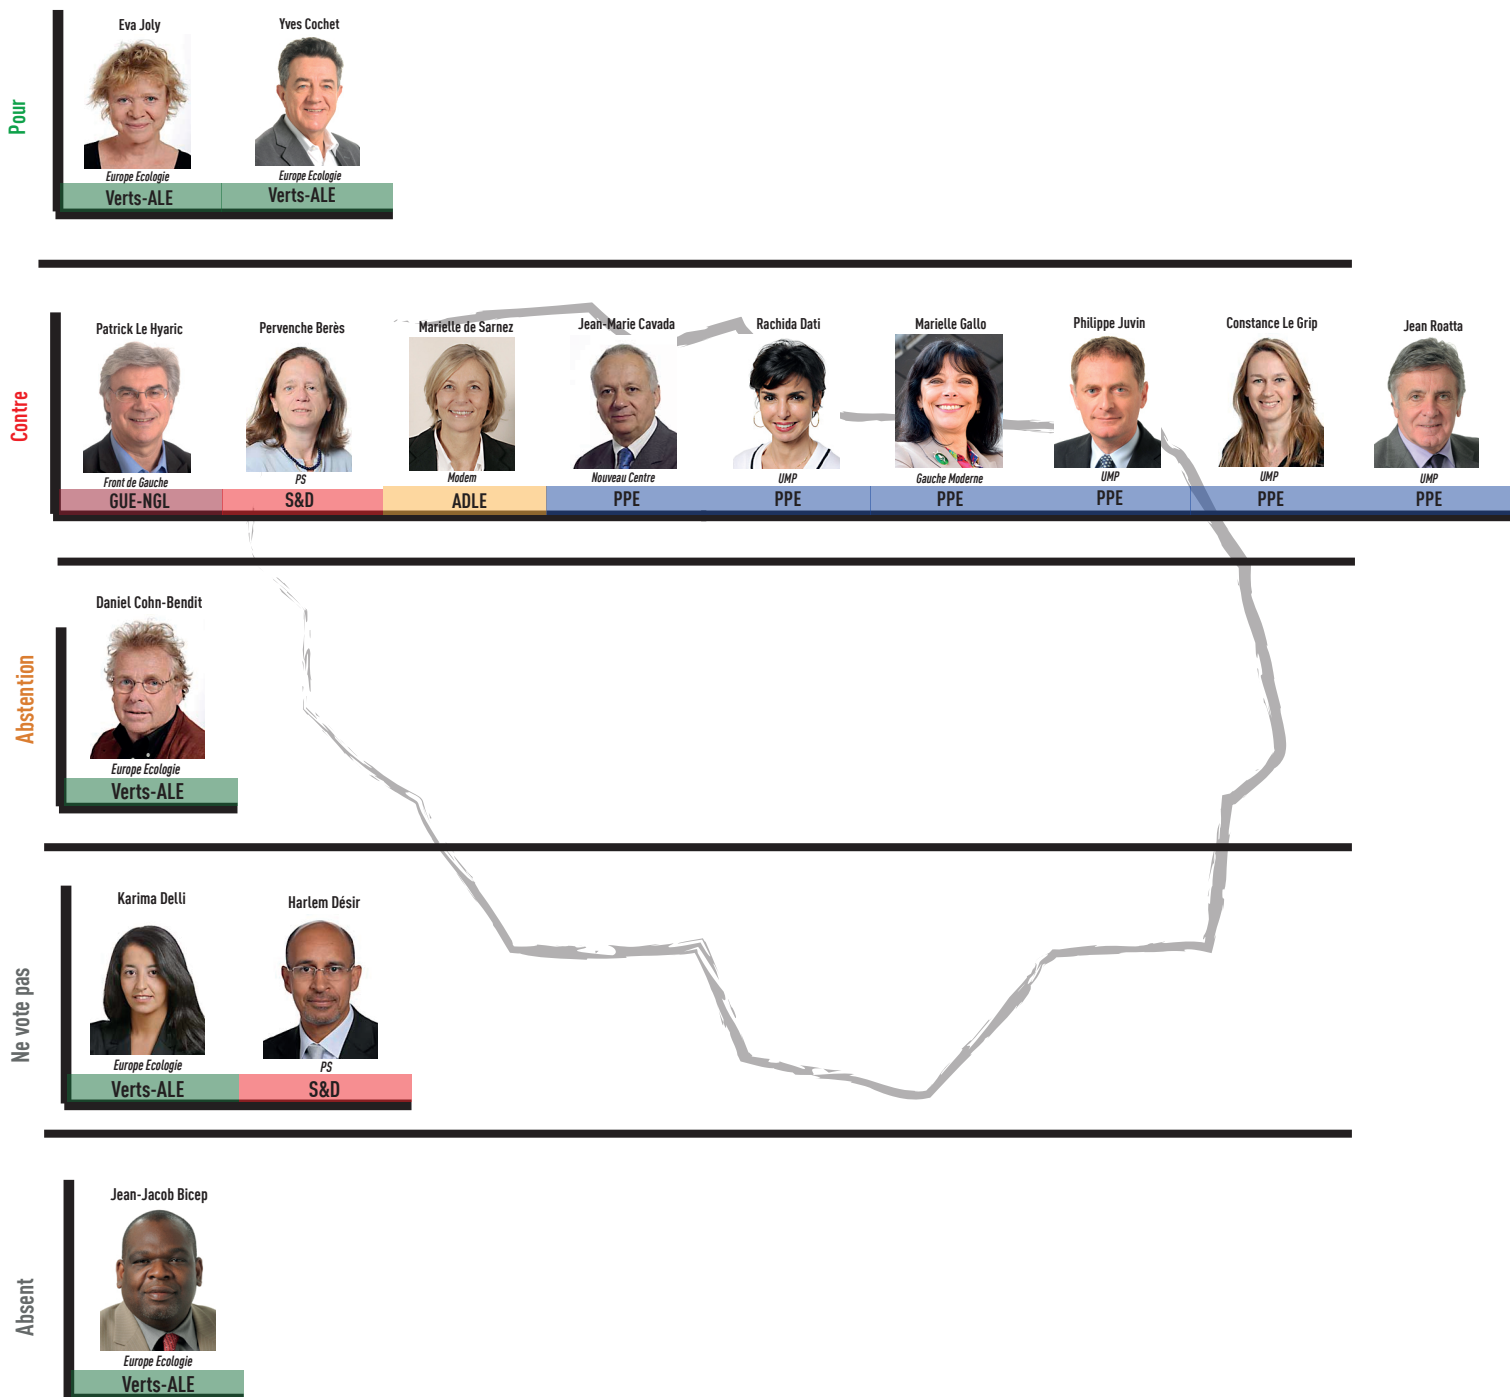 Pour
Eva Joly
Yves Cochet
Europe Ecologie
Europe Ecologie
Verts-ALE
Verts-ALE
Contre
Patrick Le Hyaric
Pervenche Berès
Marielle de Sarnez
Jean-Marie Cavada
Rachida Dati
Marielle Gallo
Philippe Juvin
Constance Le Grip
Jean Roatta
Front de Gauche
PS
Modem
Nouveau Centre
UMP
Gauche Moderne
UMP
UMP
UMP
GUE-NGL
S&D
ADLE
PPE
PPE
PPE
PPE
PPE
PPE
Abstention
Daniel Cohn-Bendit
Europe Ecologie
Verts-ALE
Ne vote pas
Karima Delli
Harlem Désir
Europe Ecologie
PS
Verts-ALE
S&D
Absent
Jean-Jacob Bicep
Europe Ecologie
Verts-ALE